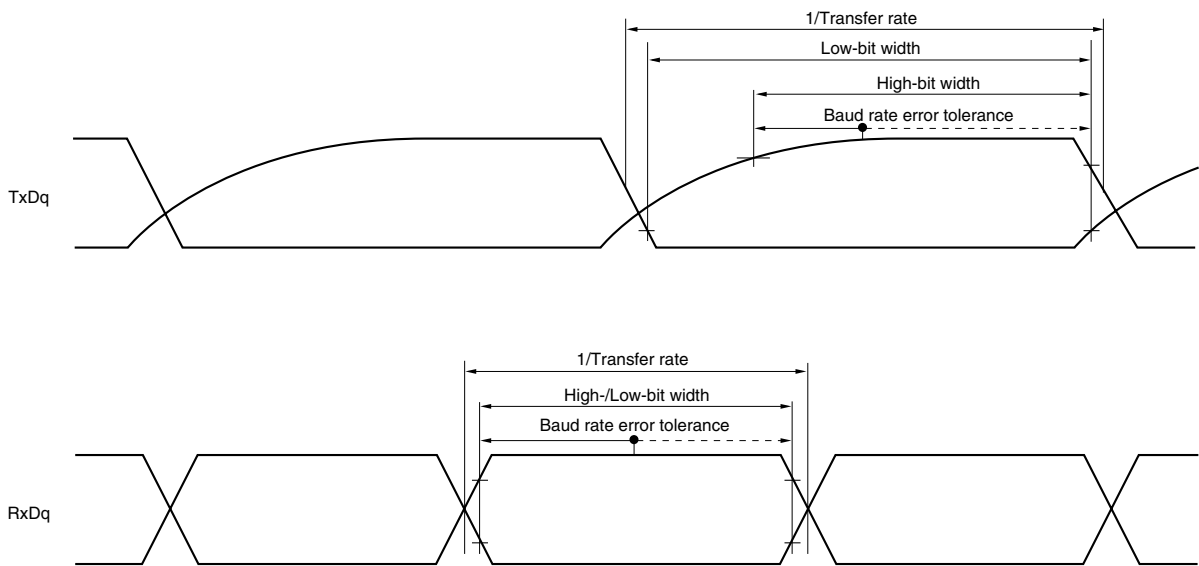 1/Transfer rate
Low-bit width
High-bit width
Baud rate error tolerance
TxDq
1/Transfer rate
High-/Low-bit width
Baud rate error tolerance
RxDq